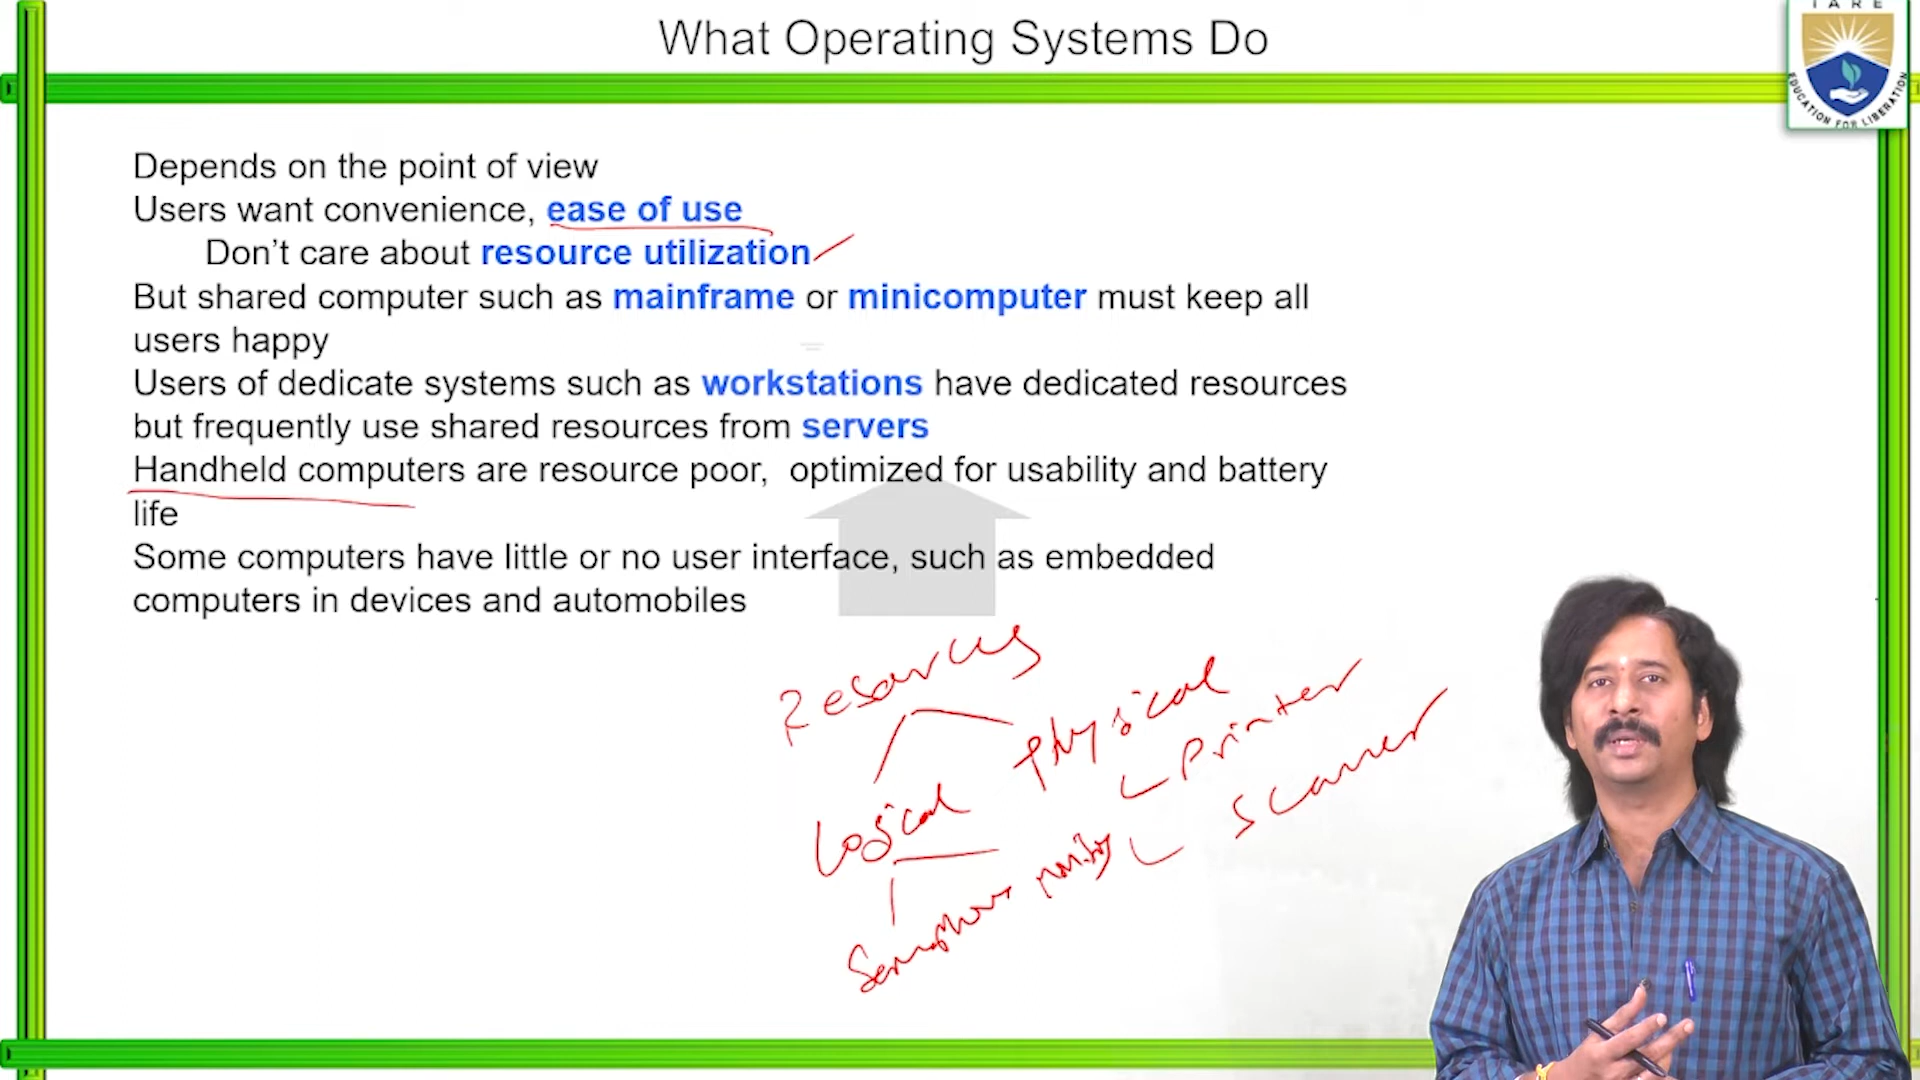 What Operating Systems Do
IARE
EDUCATION FOR LIBERATION
Depends on the point of view
Users want convenience, ease of use
Don't care about resource utilization
But shared computer such as mainframe or minicomputer must keep all
users happy
Users of dedicate systems such as workstations have dedicated resources
but frequently use shared resources from servers
Handheld computers are resource poor, optimized for usability and battery
life
Some computers have little or no user interface, such as embedded
computers in devices and automobiles
Resources
Physical
Printer
Scanner
Logical